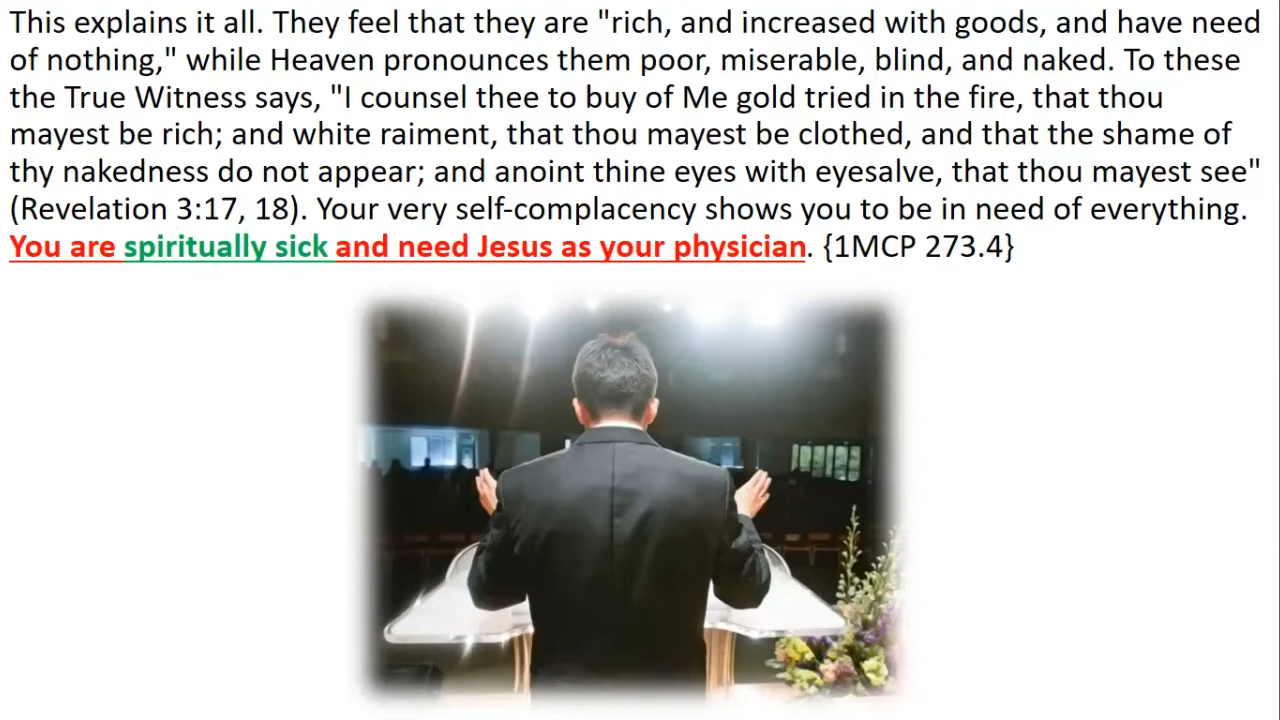 This explains it all. They feel that they are "rich, and increased with goods, and have need
of nothing," while Heaven pronounces them poor, miserable, blind, and naked. To these
the True Witness says, "I counsel thee to buy of Me gold tried in the fire, that thou
mayest be rich; and white raiment, that thou mayest be clothed, and that the shame of
thy nakedness do not appear; and anoint thine eyes with eyesalve, that thou mayest see"
(Revelation 3:17, 18). Your very self-complacency shows you to be in need of everything.
You are spiritually sick and need Jesus as your physician. {1MCP 273.4}